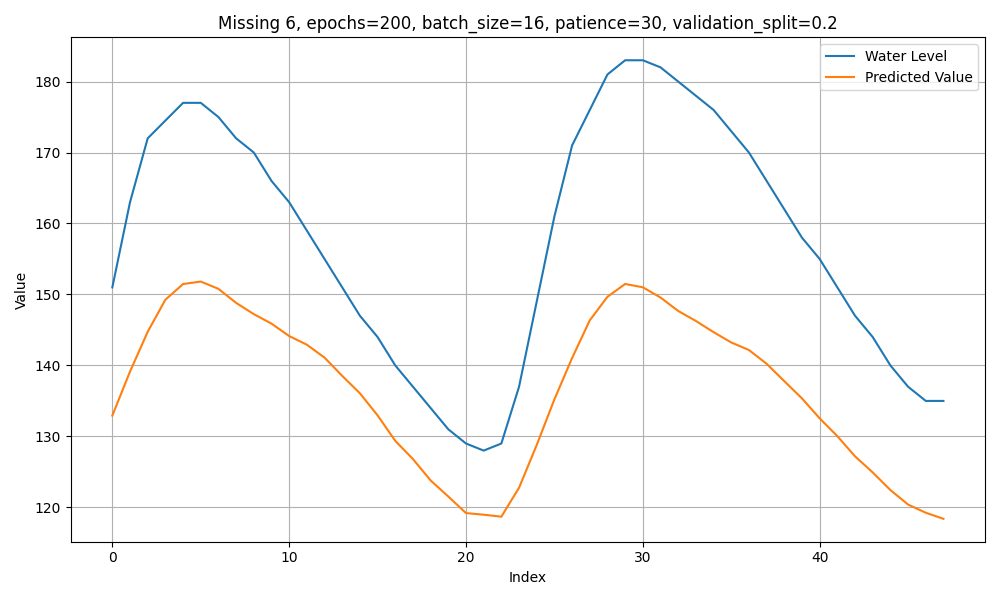 Missing 6, epochs=200, batch_size=16, patience=30, validation_split=0.2
Water Level
Predicted Value
Value
180
170
160
150
140
130
120
0 10 20 30 40
Index